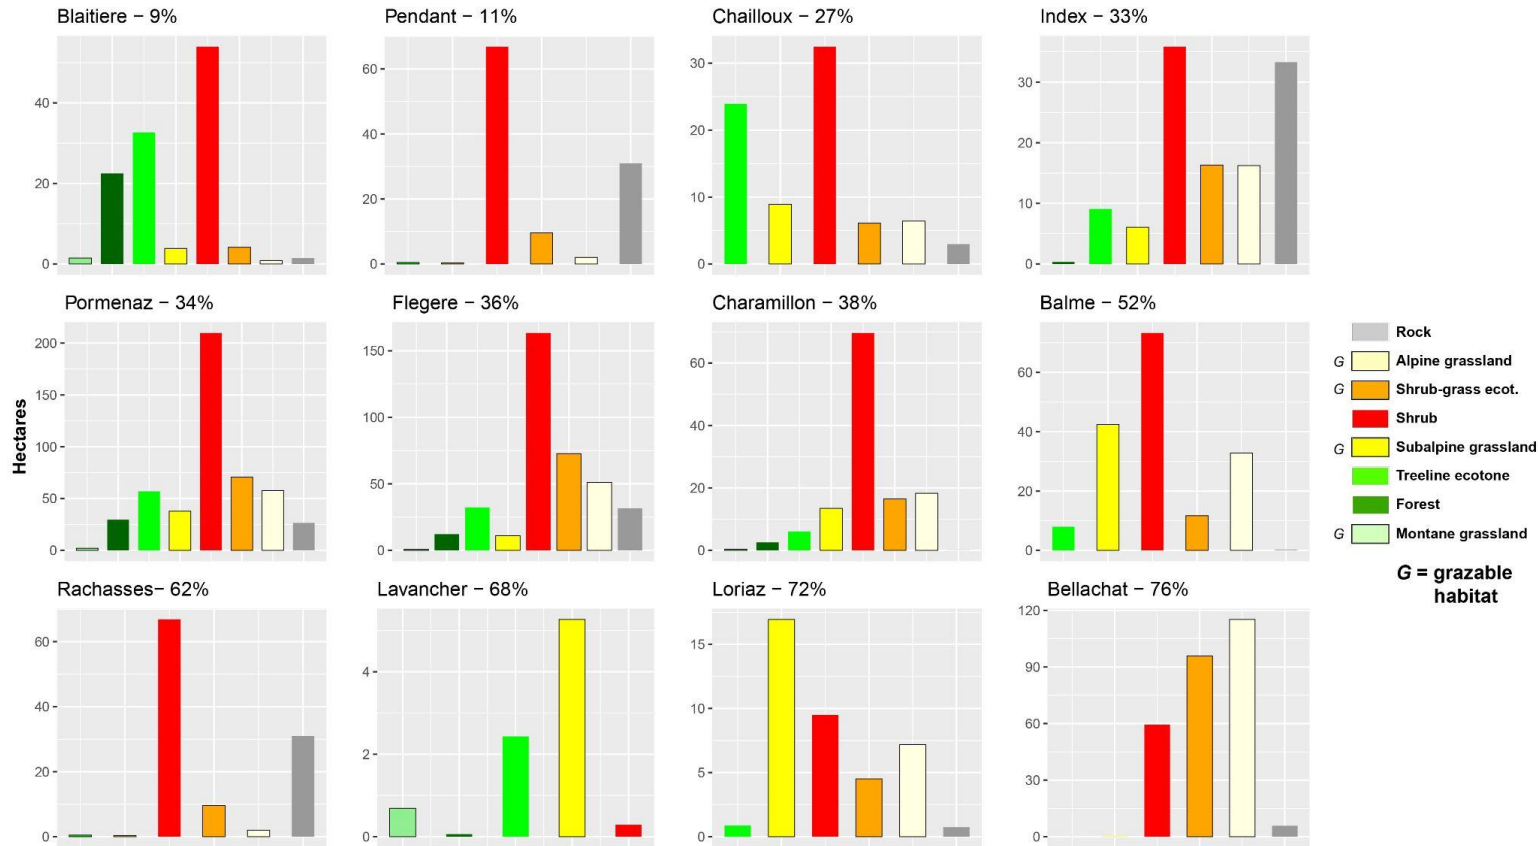 Blaitiere − 9%
40
20
0
Pendant − 11%
60
40
20
0
Chailloux − 27%
30
20
10
0
Index − 33%
30
20
10
0
Hectares
Pormenaz − 34%
200
150
100
50
0
Flegere − 36%
150
100
50
0
Charamillon − 38%
60
40
20
0
Balme − 52%
60
40
20
0
Rachasses− 62%
60
40
20
0
Lavancher − 68%
4
2
0
Loriaz − 72%
15
10
5
0
Bellachat − 76%
120
90
60
30
0
Rock
G Alpine grassland
G Shrub-grass ecot.
Shrub
G Subalpine grassland
Treeline ecotone
Forest
G Montane grassland
G = grazable
habitat